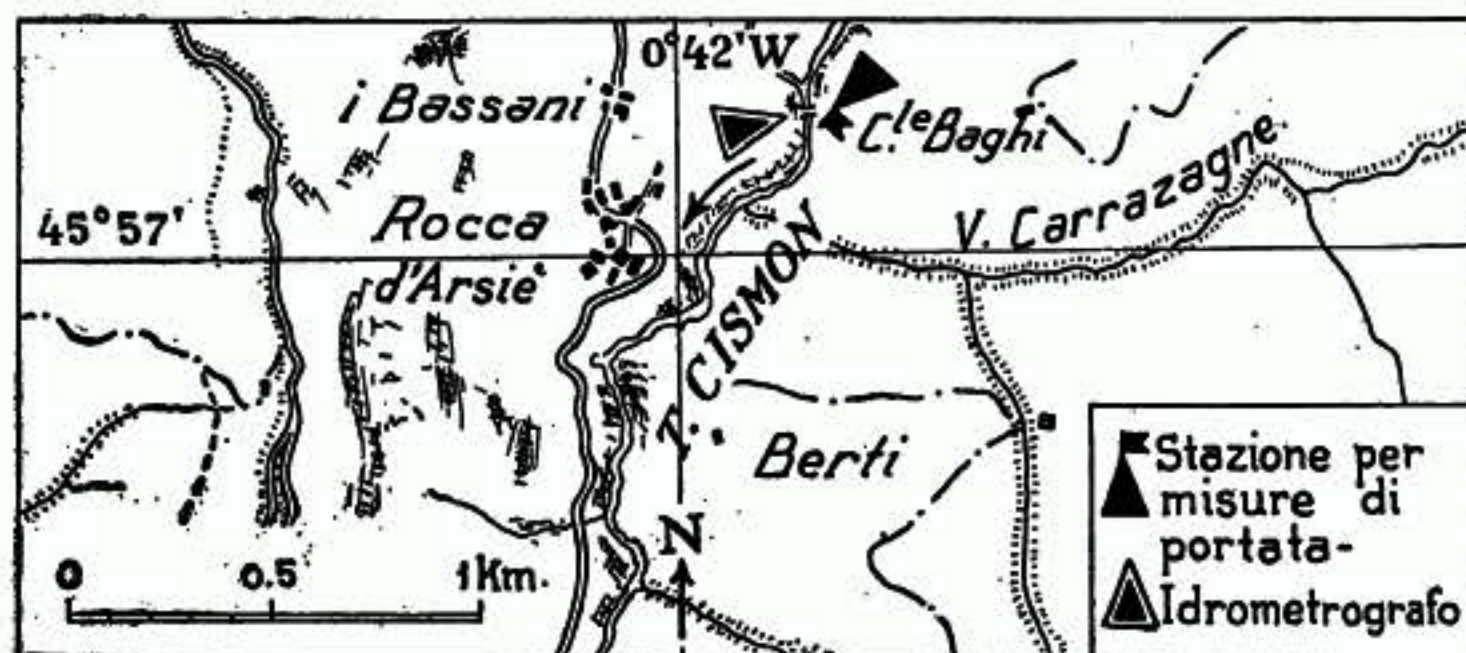 0°42'W
i Bassani
C.le Baghi
V. Carrazagne
45°57'
Rocca
d'Arsiè
T. CISMON
Berti
N
0 0.5 1Km.
Stazione per
misure di
portata-
Idrometrografo